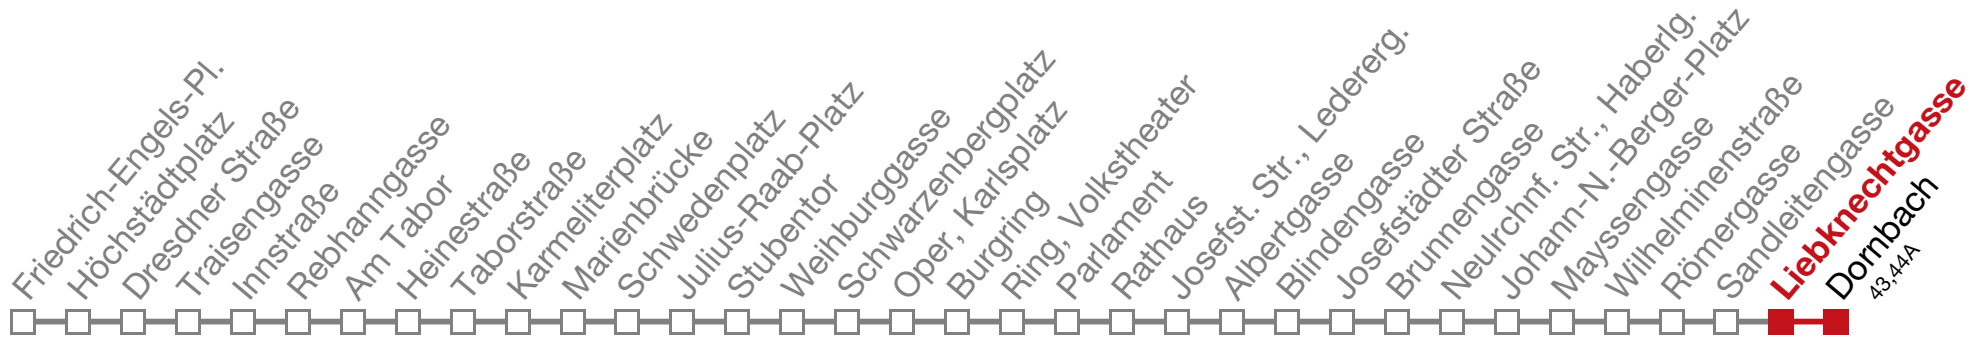 Friedrich-Engels-Pl.
Höchstädtplatz
Dresdner Straße
Traisengasse
Innstraße
Rebhanngasse
Am Tabor
Heinestraße
Taborstraße
Karmeliterplatz
Marienbrücke
Schwedenplatz
Julius-Raab-Platz
Stubentor
Weihburggasse
Schwarzenbergplatz
Oper, Karlsplatz
Burgring
Ring, Volkstheater
Parlament
Rathaus
Josefst. Str., Ledererg.
Albertgasse
Blindengasse
Josefstädter Straße
Brunnengasse
Neulrchnf. Str., Haberlg.
Johann-N.-Berger-Platz
Mayssengasse
Wilhelminenstraße
Römergasse
Sandleitengasse
Liebknechtgasse
Dornbach
43,44A